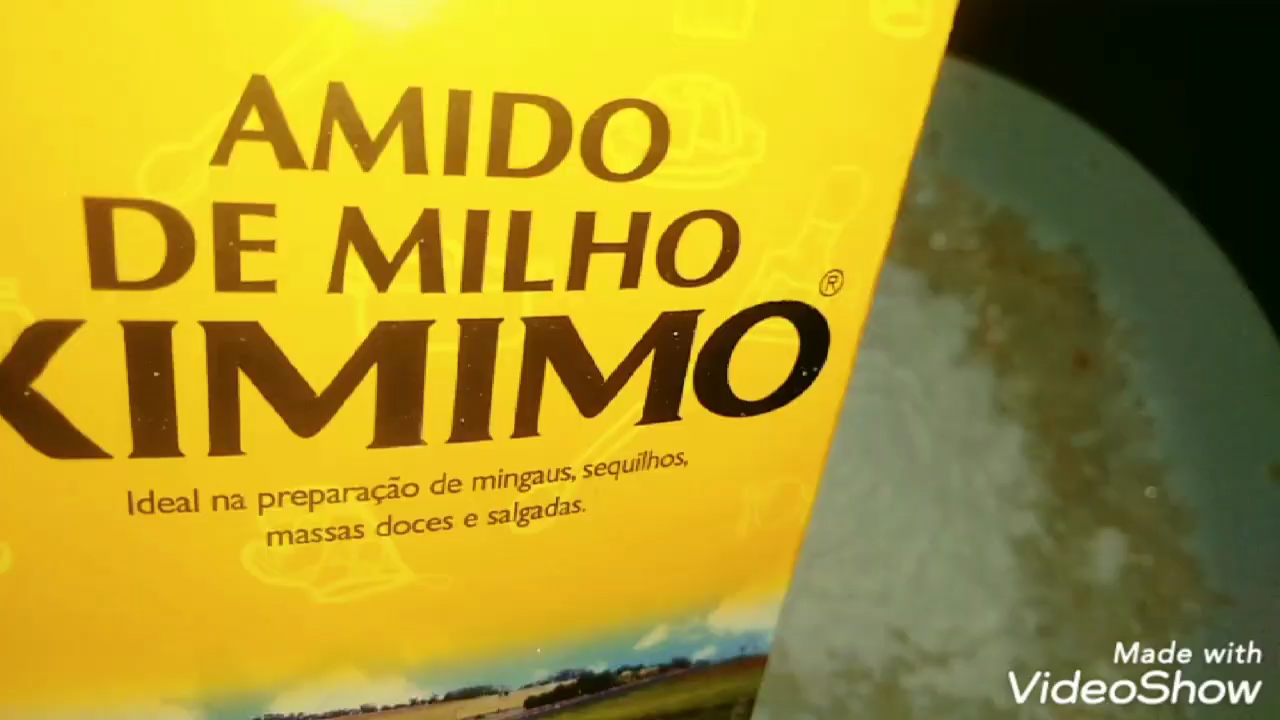 AMIDO
DE MILHO
KIMIMO®
Ideal na preparação de mingaus, sequilhos,
massas doces e salgadas.
Made with
VideoShow